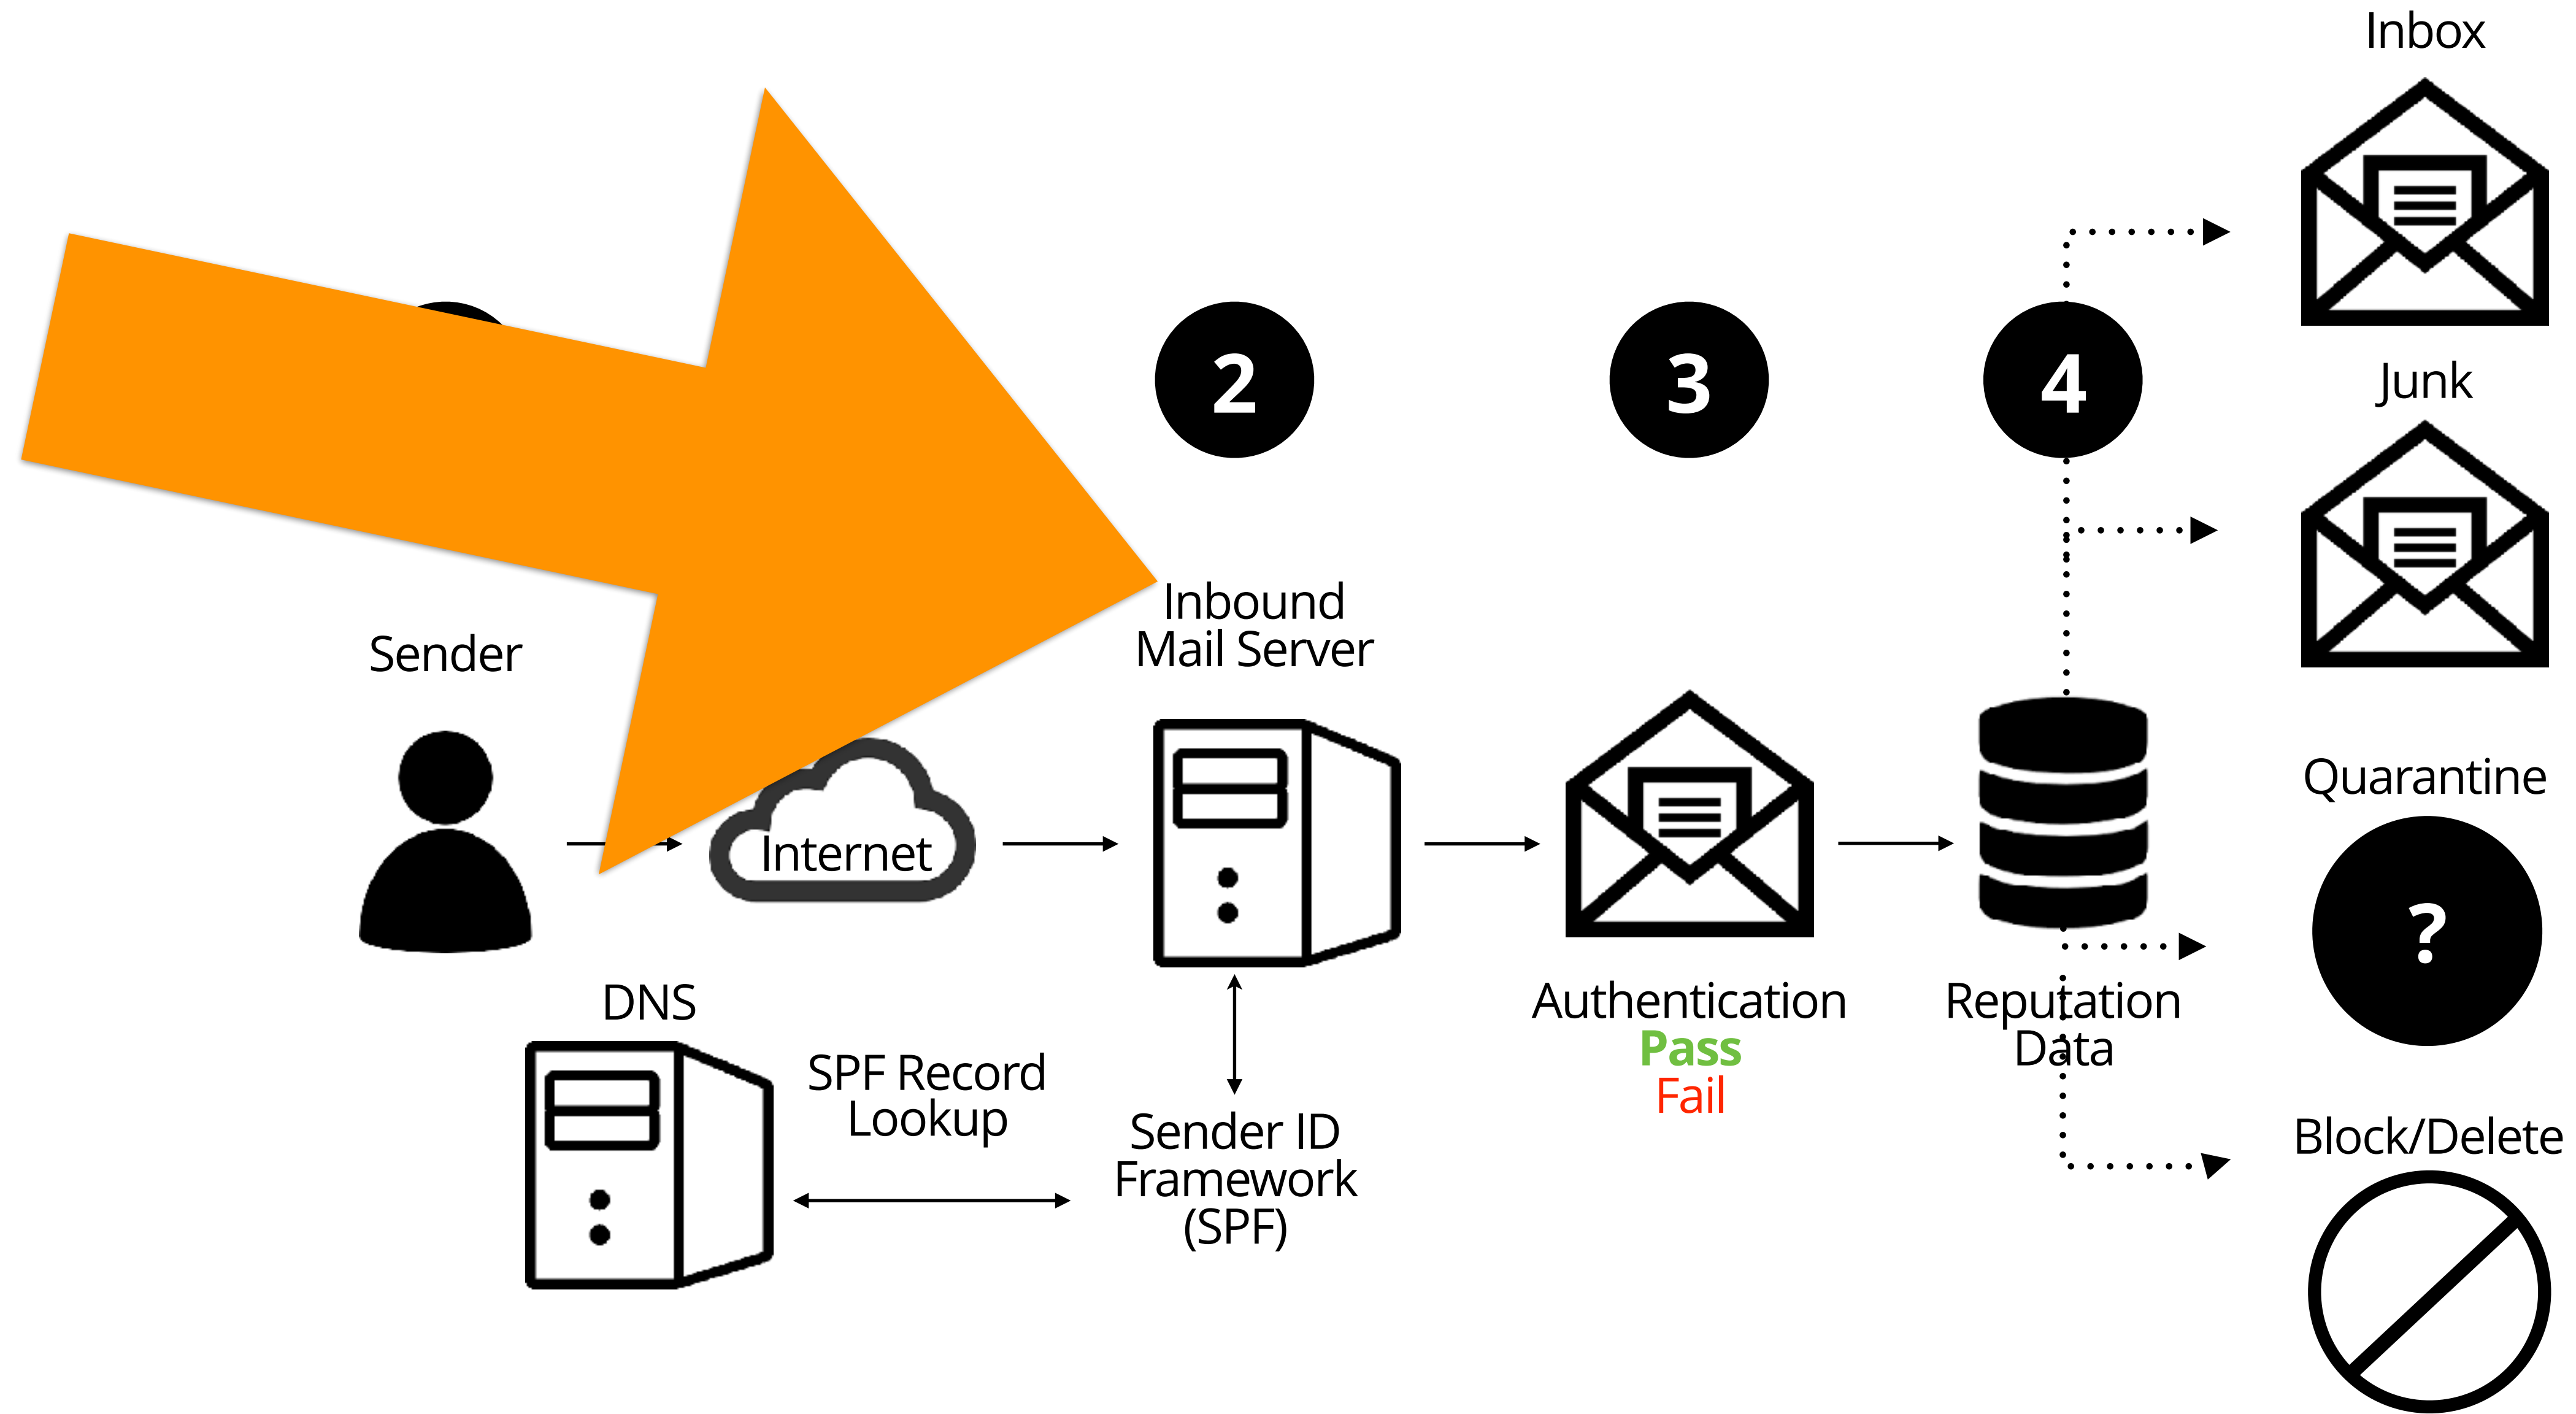 Inbox
2
3
4
Junk
Inbound
Mail Server
Sender
Quarantine
Internet
?
DNS
Authentication
Pass
Fail
Reputation
Data
SPF Record
Lookup
Sender ID
Framework
(SPF)
Block/Delete